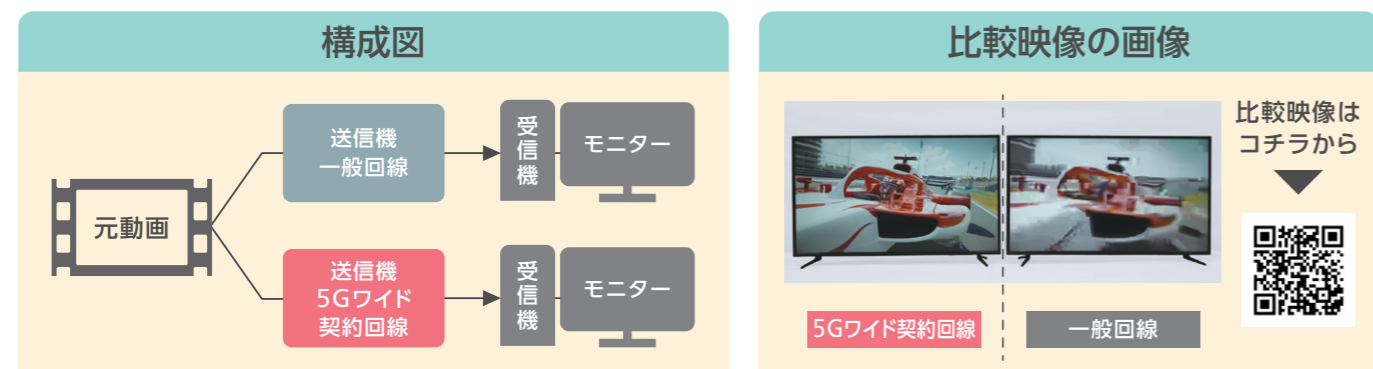 構成図
元動画
送信機
一般回線
受信機
モニター
送信機
5Gワイド
契約回線
受信機
モニター
比較映像の画像
5Gワイド契約回線
一般回線
比較映像は
コチラから